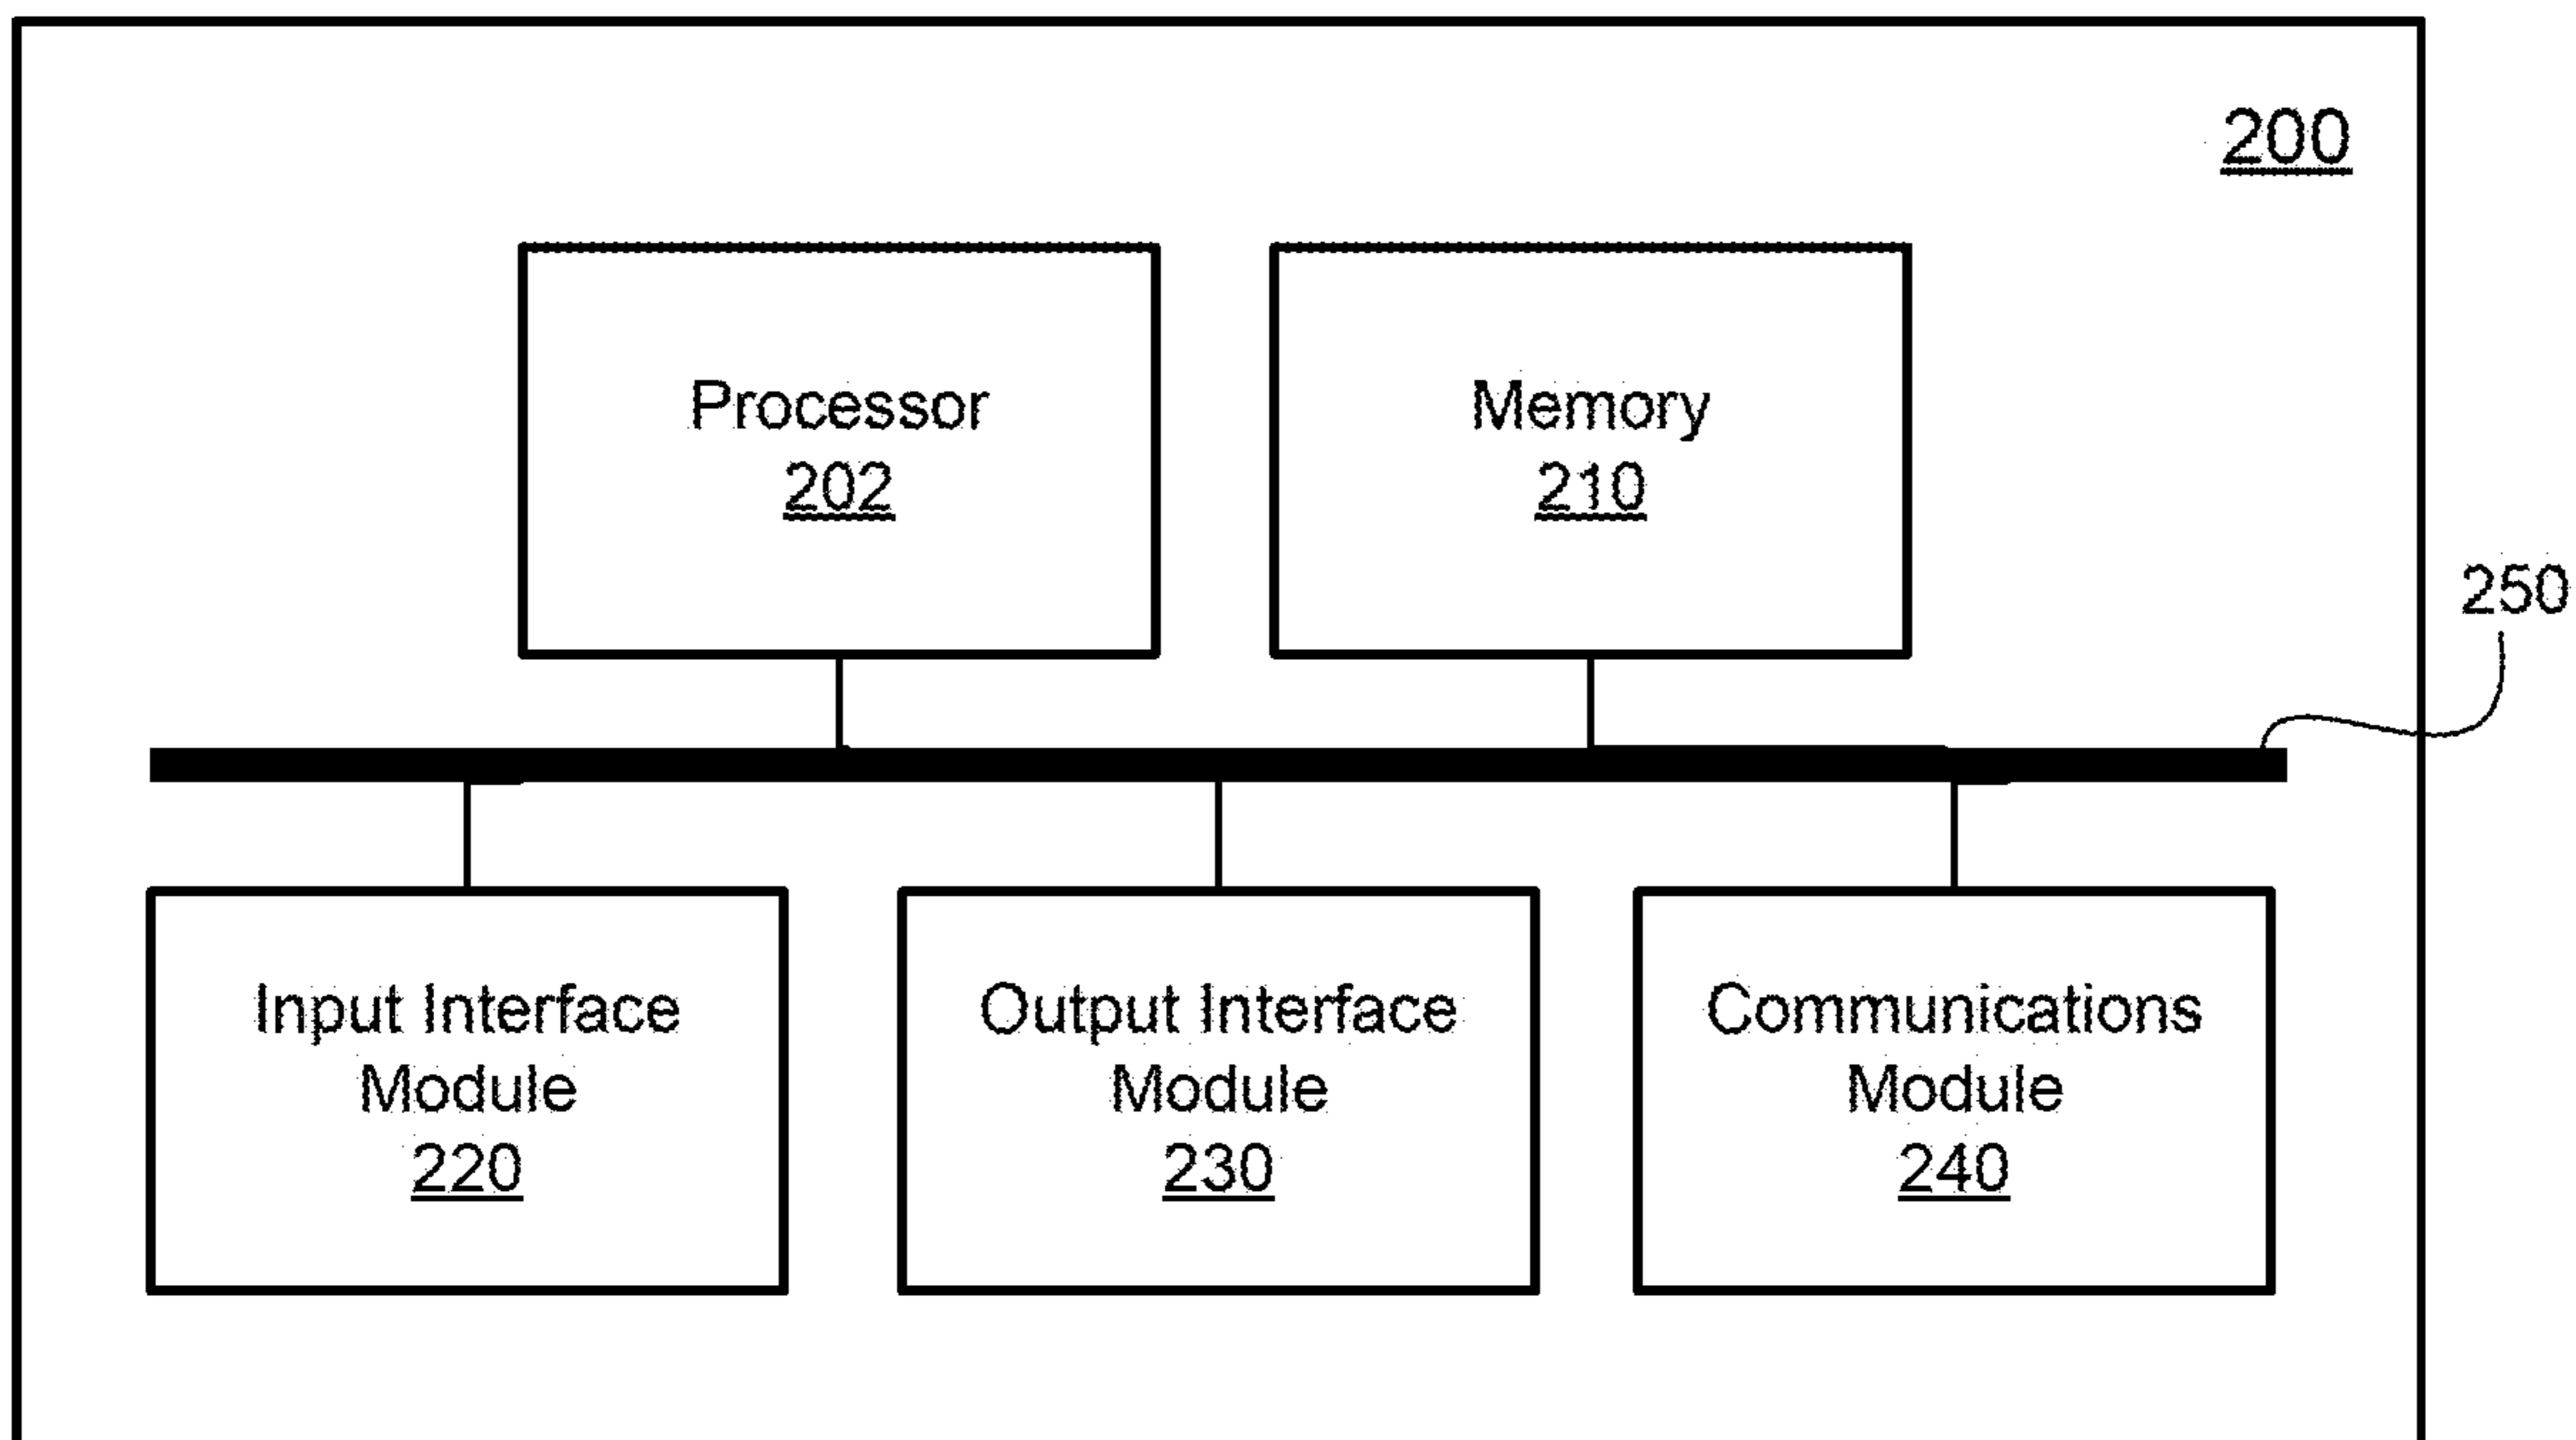 200
Processor
202
Memory
210
250
Input Interface
Module
220
Output Interface
Module
230
Communications
Module
240